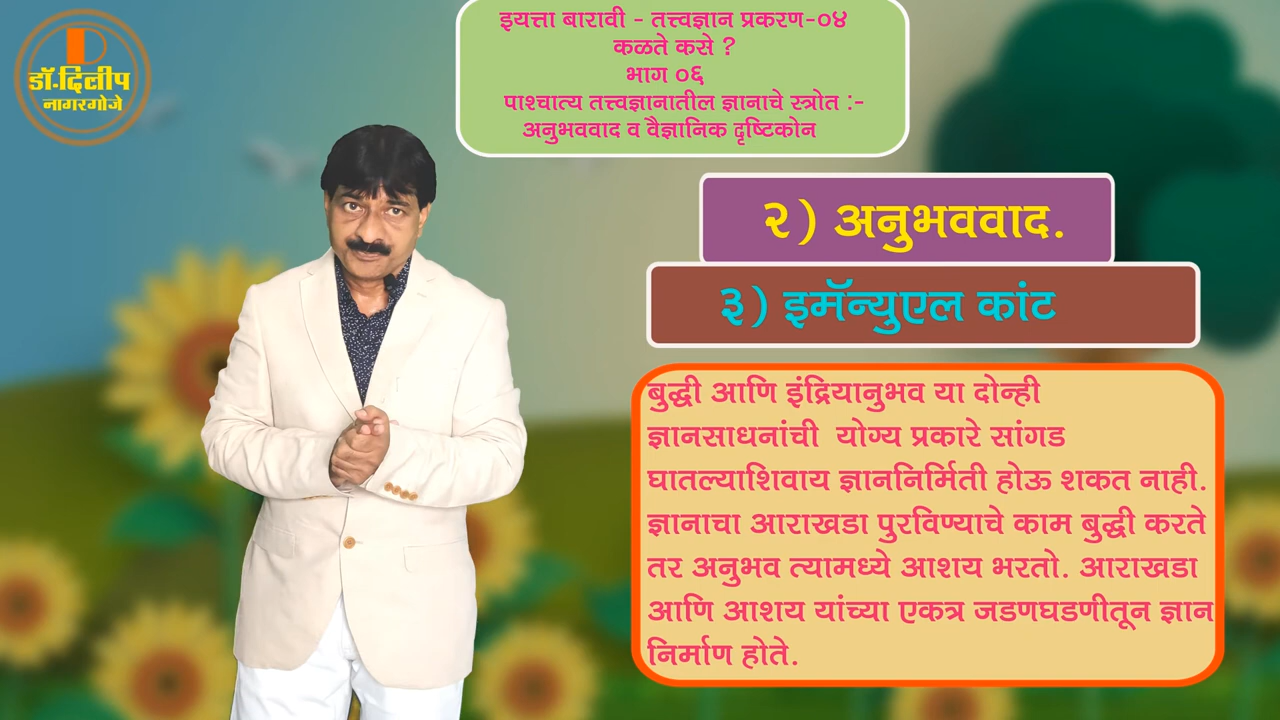 डॉ.दिलीप
नागरगोजे
इयत्ता बारावी - तत्त्वज्ञान प्रकरण-०४
कळते कसे ?
भाग ०६
पाश्चात्य तत्त्वज्ञानातील ज्ञानाचे स्त्रोत :-
अनुभववाद व वैज्ञानिक दृष्टिकोन
२) अनुभववाद.
३) इमॅन्युएल कांट
बुद्धी आणि इंद्रियानुभव या दोन्ही
ज्ञानसाधनांची योग्य प्रकारे सांगड
घातल्याशिवाय ज्ञाननिर्मिती होऊ शकत नाही.
ज्ञानाचा आराखडा पुरविण्याचे काम बुद्धी करते
तर अनुभव त्यामध्ये आशय भरतो. आराखडा
आणि आशय यांच्या एकत्र जडणघडणीतून ज्ञान
निर्माण होते.